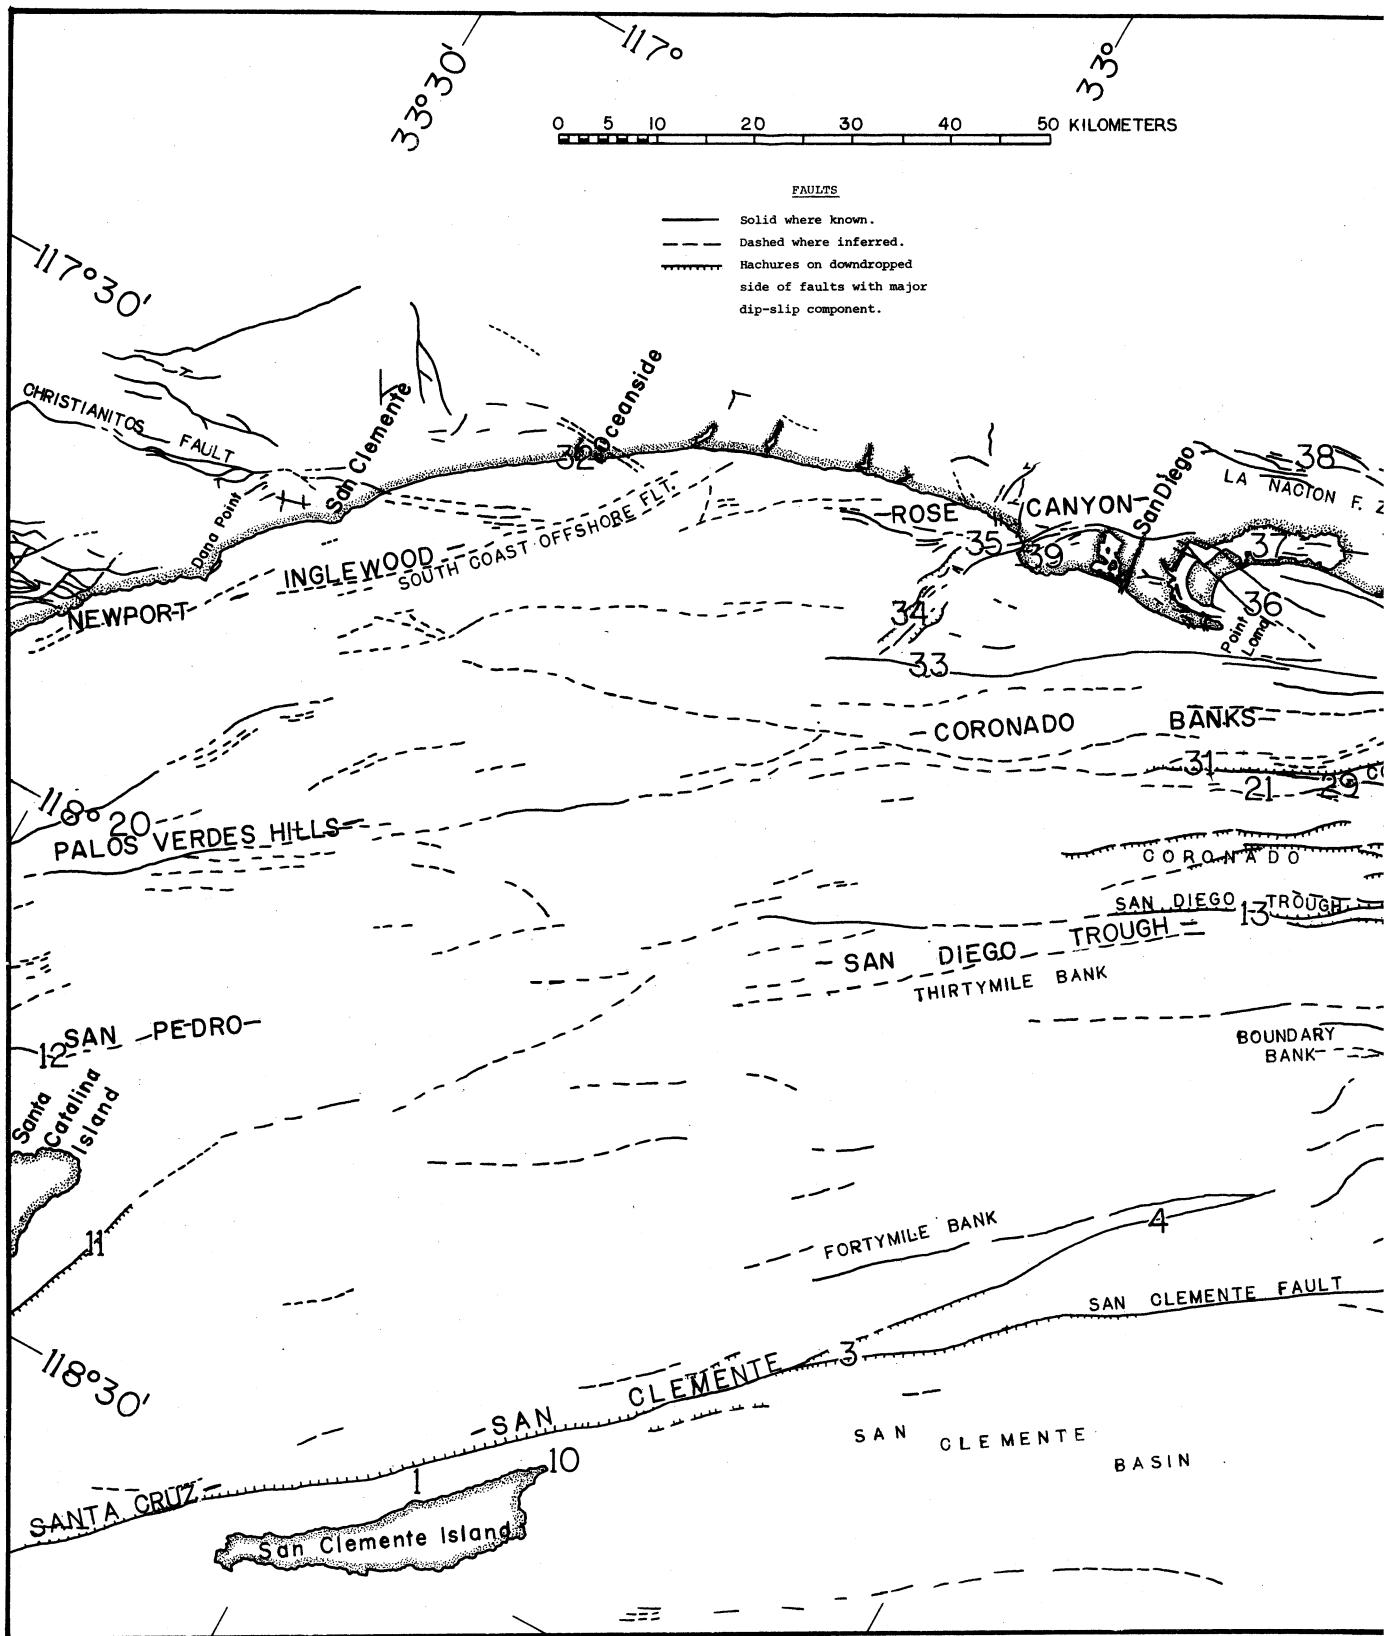 33°30'
117°
33°
0 5 10 20 30 40 50 KILOMETERS
FAULTS
Solid where known.
Dashed where inferred.
Hachures on downdropped
side of faults with major
dip-slip component.
117°30'
CHRISTIANITOS FAULT
San Clemente
Oceanside
32
Dana Point
NEWPORT
INGLEWOOD
SOUTH COAST OFFSHORE FLT.
ROSE CANYON
San Diego
38
LA NACION F. Z
35
39
37
34
36
Point Loma
33
CORONADO BANKS
31
21
29
CO
118°
20
PALOS VERDES HILLS
CORONADO
SAN DIEGO TROUGH
13
SAN DIEGO TROUGH
THIRTYMILE BANK
12
SAN PEDRO
BOUNDARY
BANK
Santa
Catalina
Island
11
4
FORTYMILE BANK
SAN CLEMENTE FAULT
118°30'
3
SAN CLEMENTE
SAN CLEMENTE
BASIN
10
1
SANTA CRUZ
San Clemente Island